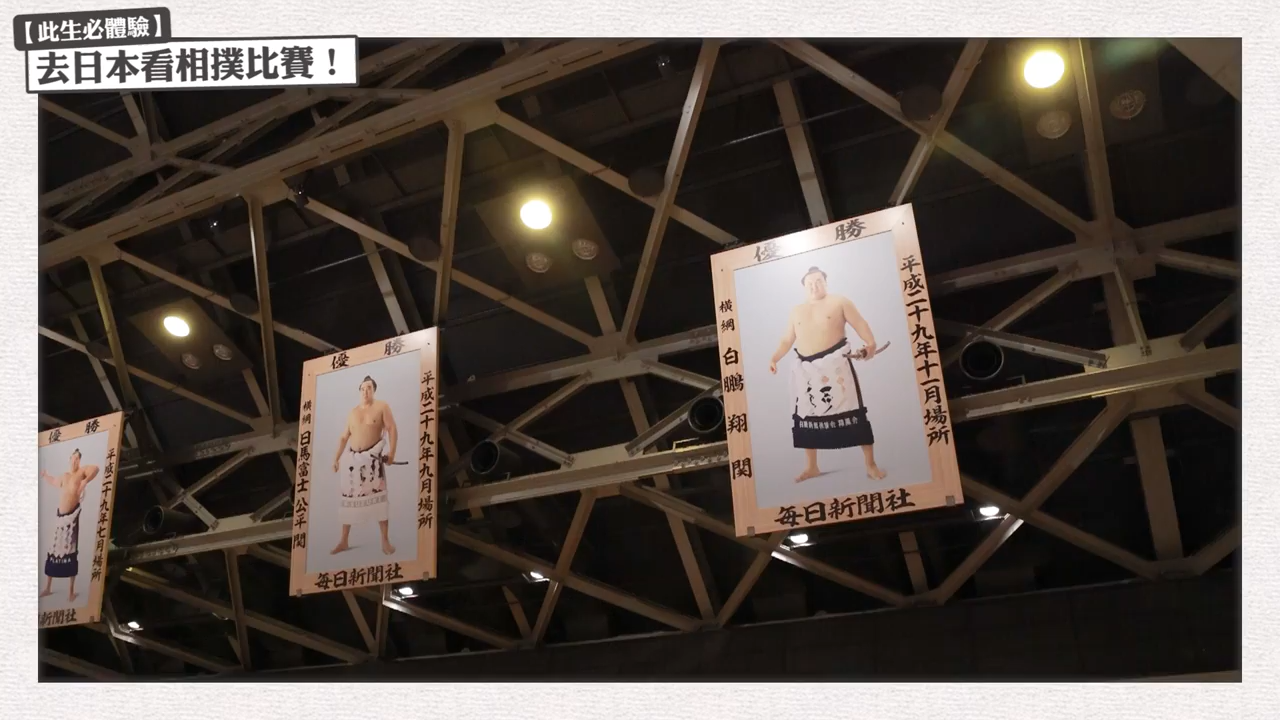 【此生必體驗】
去日本看相撲比賽！
優 勝
平成二十九年七月場所
PLATINA
新聞社
優 勝
平成二十九年九月場所
横綱 日馬富士公平関
毎日新聞社
優 勝
平成二十九年十一月場所
横綱 白鵬翔関
毎日新聞社